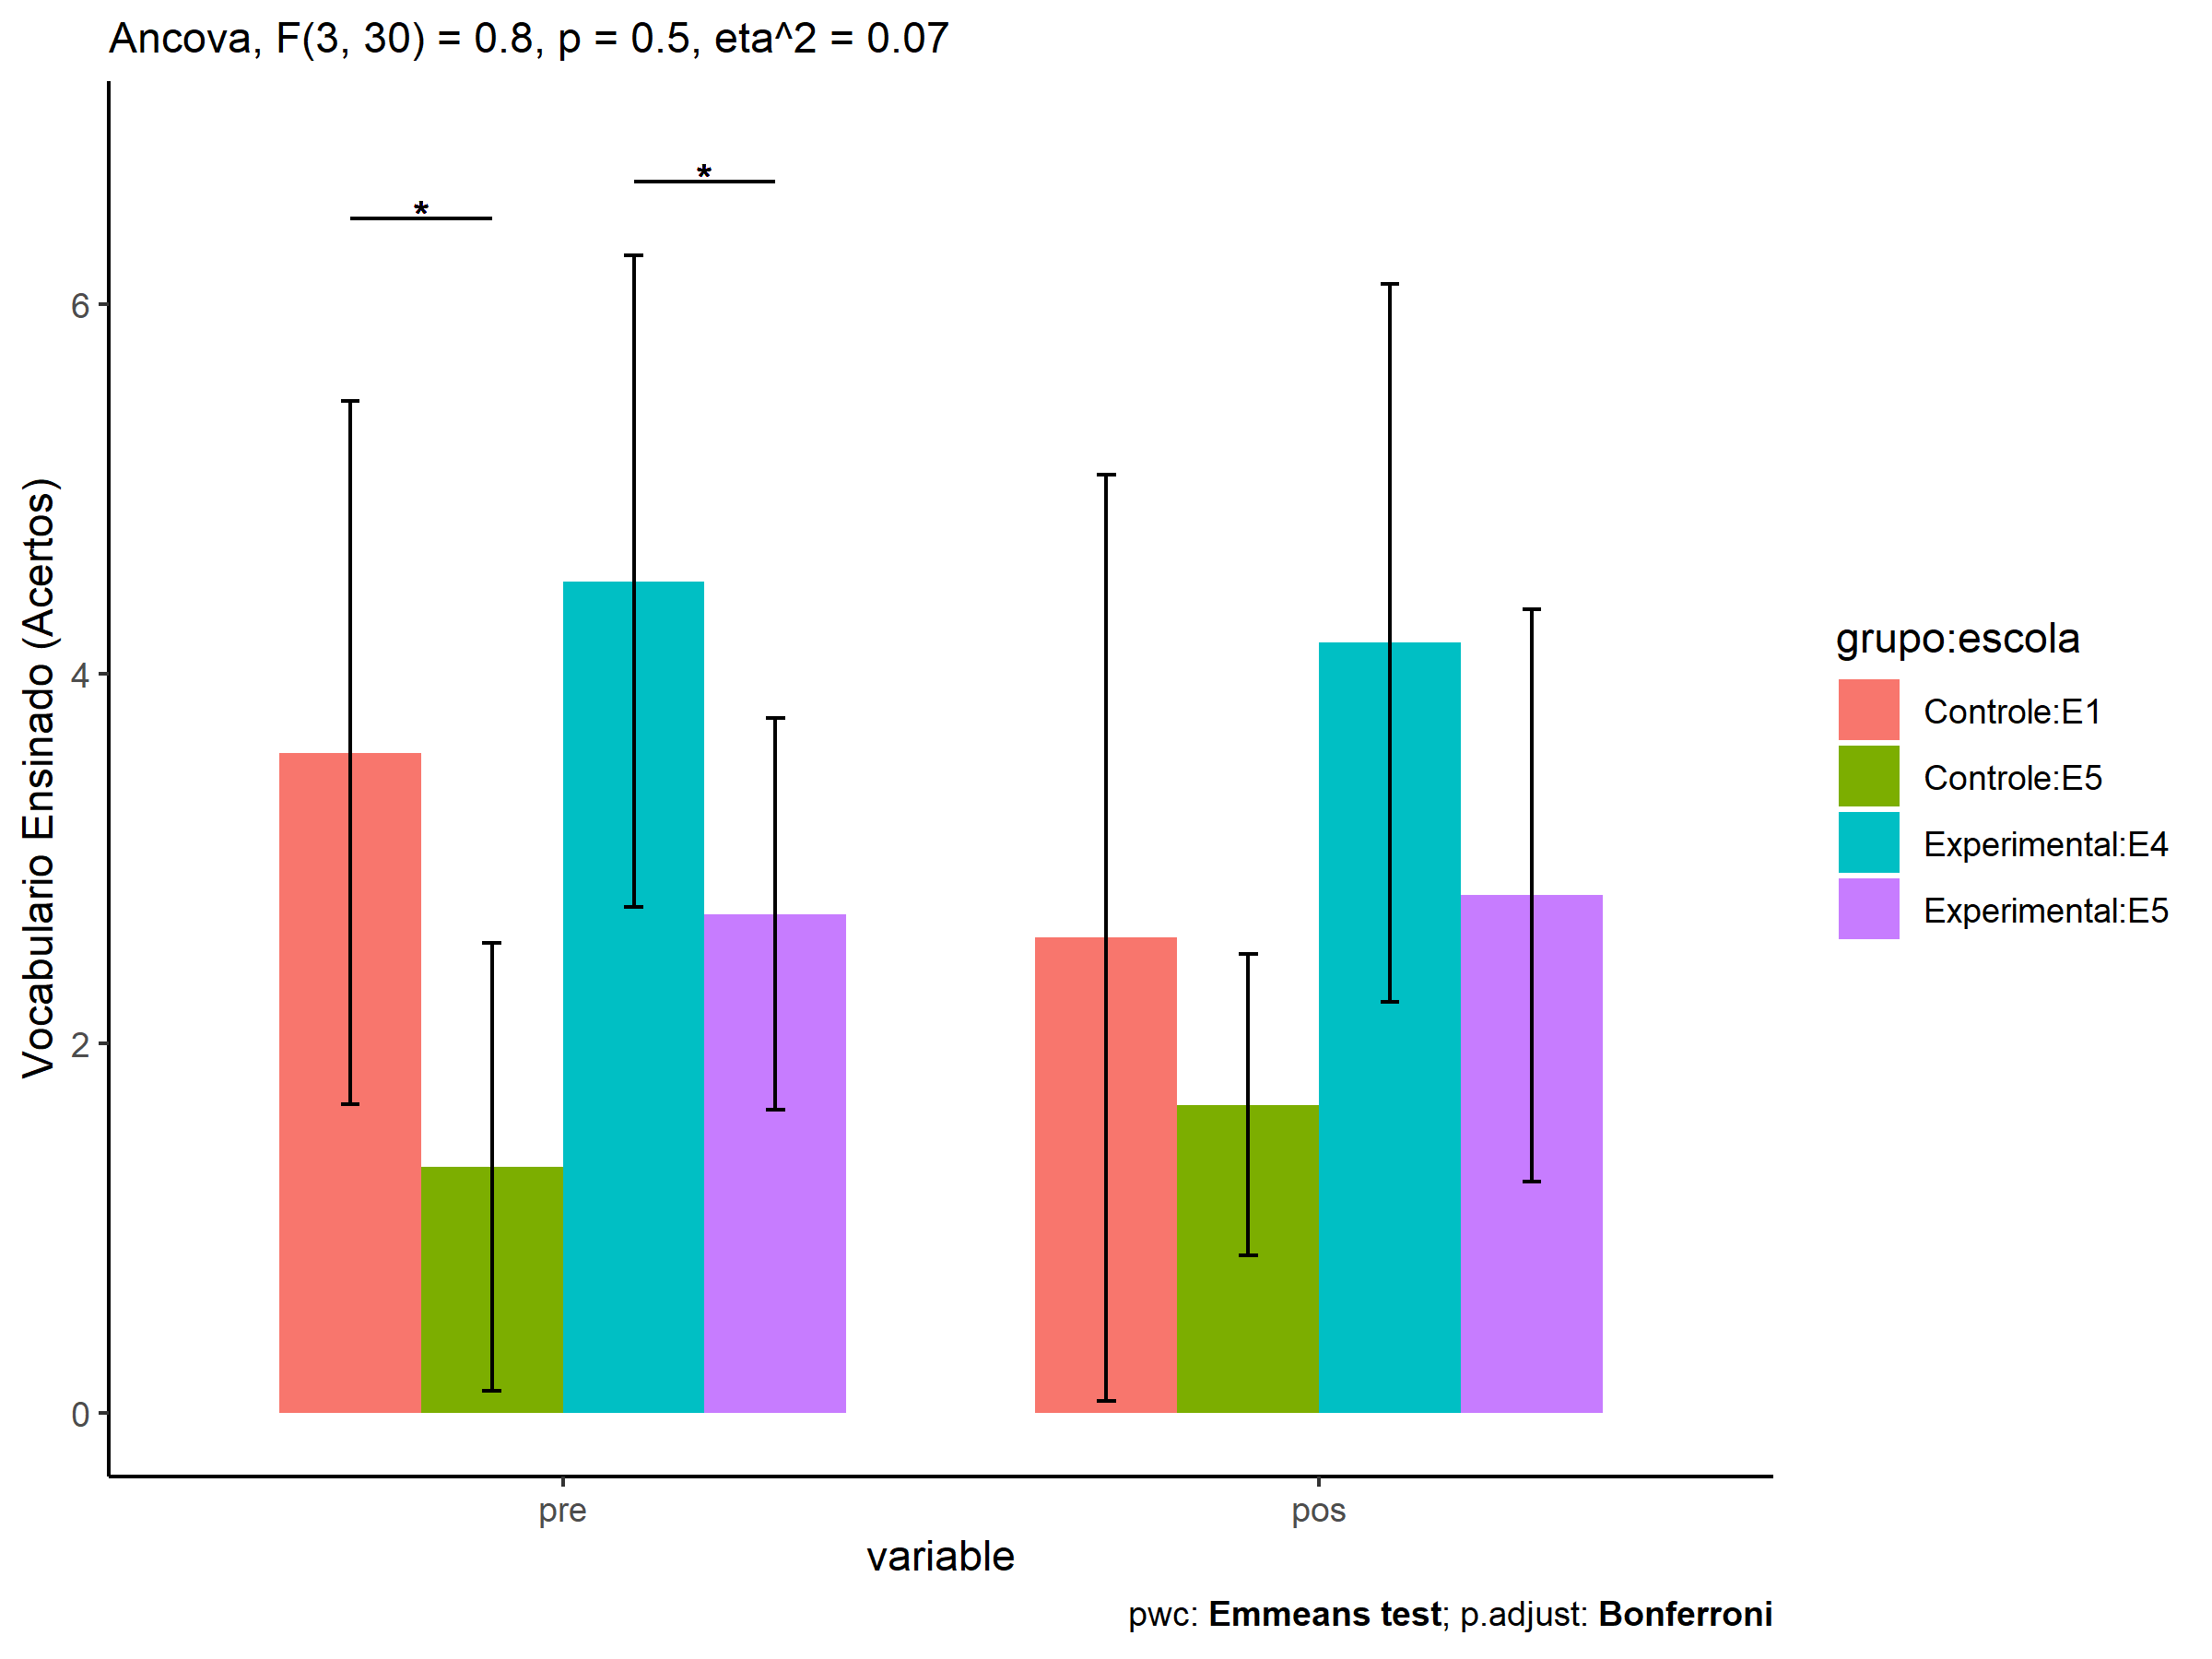 Ancova, F(3, 30) = 0.8, p = 0.5, eta^2 = 0.07
*
*
Vocabulario Ensinado (Acertos)
6
4
2
0
pre
pos
variable
grupo:escola
Controle:E1
Controle:E5
Experimental:E4
Experimental:E5
pwc: Emmeans test; p.adjust: Bonferroni